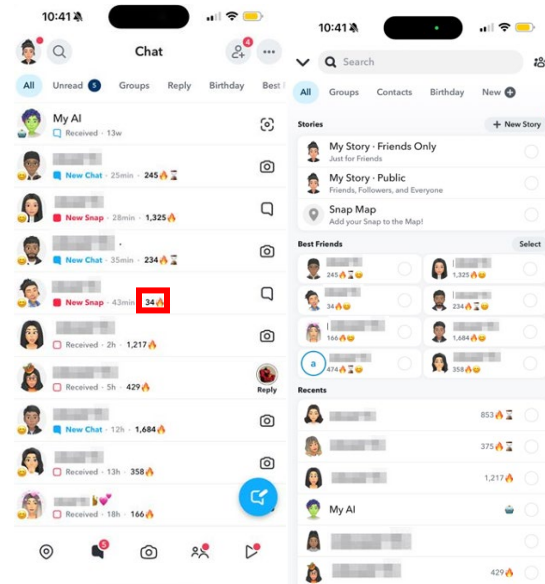 10:41
4
Chat
All Unread 5 Groups Reply Birthday Best
My AI
Received · 13w
New Chat · 25min · 245🔥⌛
New Snap · 28min · 1,325🔥
New Chat · 35min · 234🔥⌛
New Snap · 43min · 34🔥
Received · 2h · 1,217🔥
Received · 5h · 429🔥
Reply
New Chat · 12h · 1,684🔥
Received · 13h · 358🔥
Received · 18h · 166🔥
5
10:41
Search
All Groups Contacts Birthday New
Stories
+ New Story
My Story · Friends Only
Just for Friends
My Story · Public
Friends, Followers, and Everyone
Snap Map
Add your Snap to the Map!
Best Friends
Select
245🔥⌛😊 1,325🔥😊
34🔥😊 234🔥⌛😊
166🔥😊 1,684🔥😊
a
474🔥⌛😊 358🔥😊
Recents
853🔥⌛
375🔥⌛
1,217🔥
My AI
429🔥